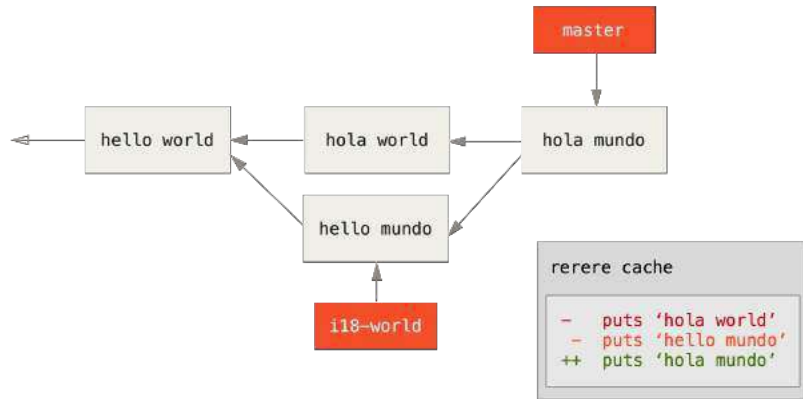 master
hello world
hola world
hola mundo
hello mundo
i18-world
rerere cache
-   puts ‘hola world’
 -  puts ‘hello mundo’
++  puts ‘hola mundo’